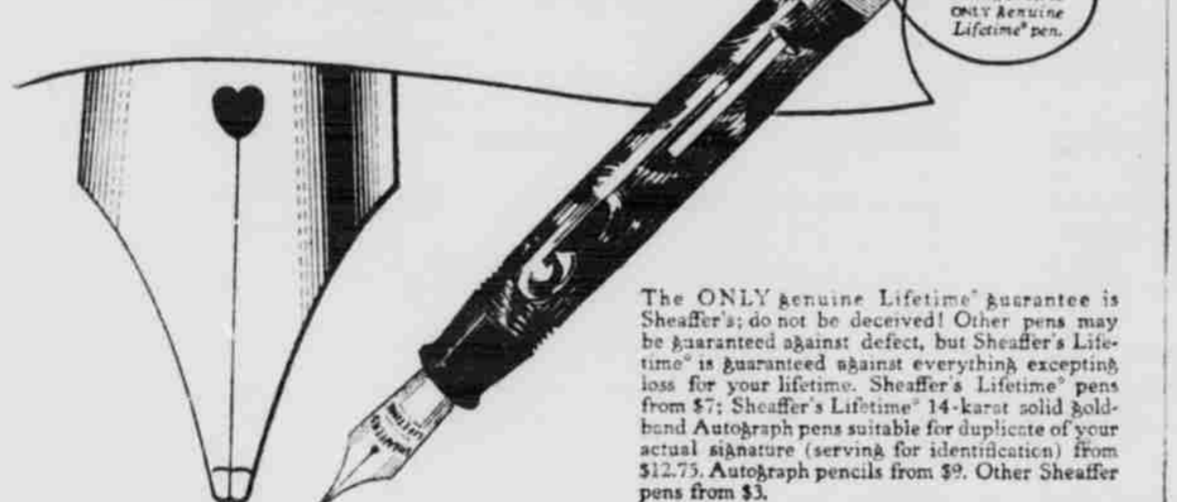 ONLY genuine
Lifetime° pen.
The ONLY genuine Lifetime° guarantee is
Sheaffer's; do not be deceived! Other pens may
be guaranteed against defect, but Sheaffer's Life-
time° is guaranteed against everything excepting
loss for your lifetime. Sheaffer's Lifetime° pens
from $7; Sheaffer's Lifetime° 14-karat solid gold-
band Autograph pens suitable for duplicate of your
actual signature (serving for identification) from
$12.75. Autograph pencils from $9. Other Sheaffer
pens from $3.
LIFETIME